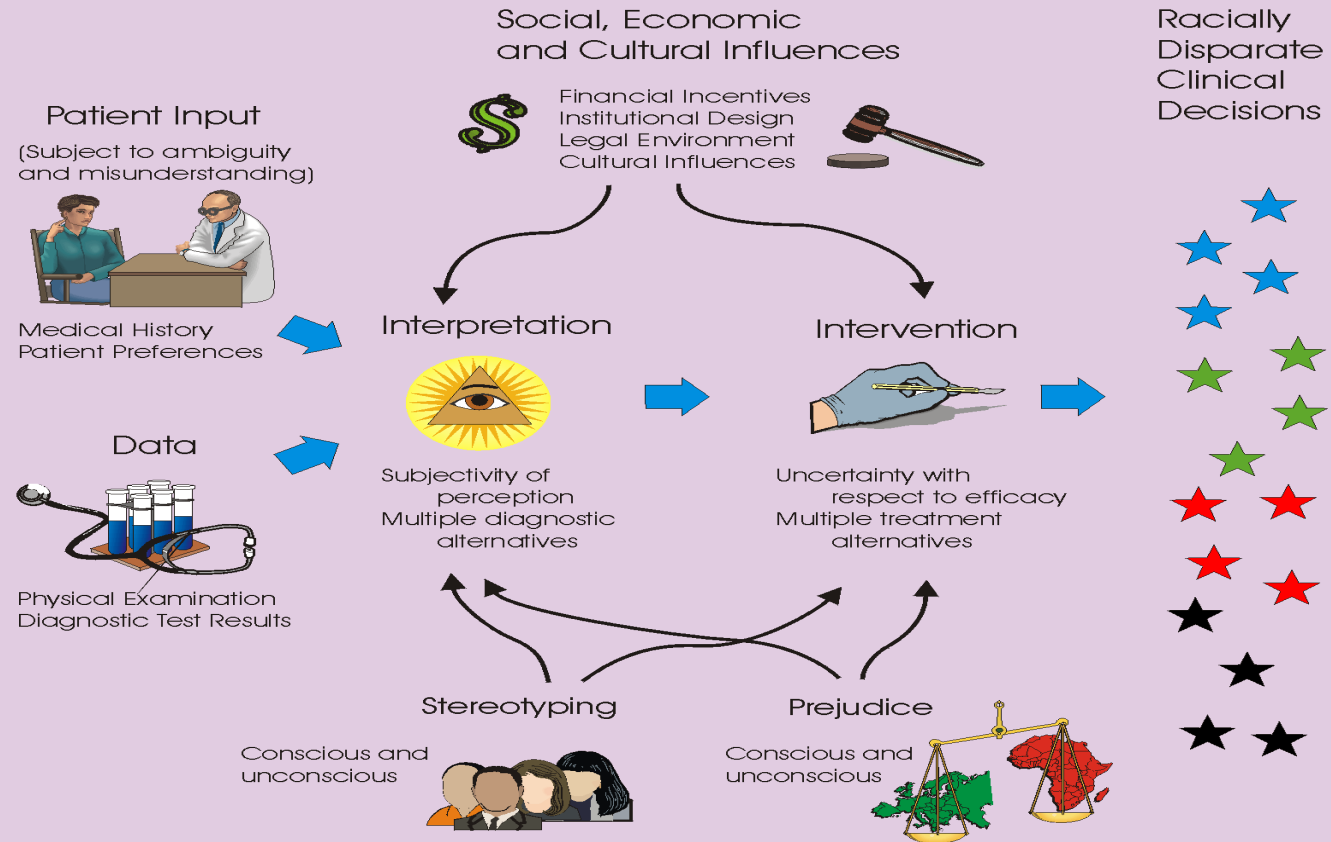 Social, Economic
and Cultural Influences
Financial Incentives
Institutional Design
Legal Environment
Cultural Influences
Racially
Disparate
Clinical
Decisions
Patient Input
(Subject to ambiguity
and misunderstanding)
Medical History
Patient Preferences
Data
Physical Examination
Diagnostic Test Results
Interpretation
Subjectivity of
perception
Multiple diagnostic
alternatives
Intervention
Uncertainty with
respect to efficacy
Multiple treatment
alternatives
Stereotyping
Conscious and
unconscious
Prejudice
Conscious and
unconscious